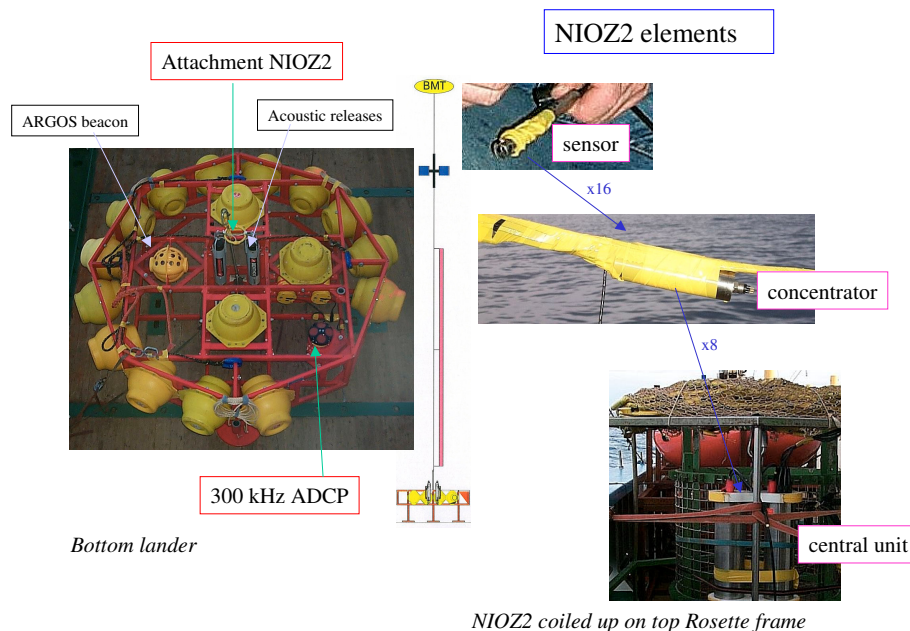 NIOZ2 elements
Attachment NIOZ2
BMT
ARGOS beacon
Acoustic releases
sensor
x16
concentrator
x8
300 kHz ADCP
central unit
Bottom lander
NIOZ2 coiled up on top Rosette frame